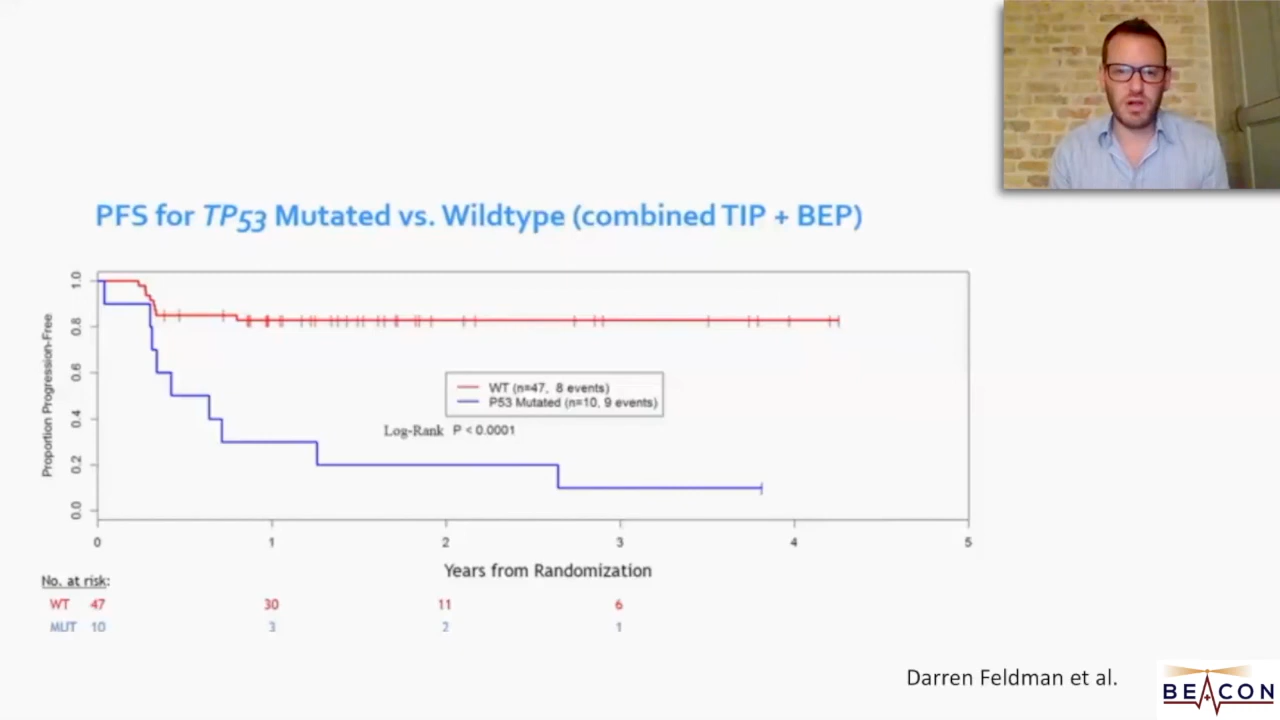 PFS for TP53 Mutated vs. Wildtype (combined TIP + BEP)
Proportion Progression-Free
1.0
0.8
0.6
0.4
0.2
0.0
WT (n=47, 8 events)
P53 Mutated (n=10, 9 events)
Log-Rank P < 0.0001
0 1 2 3 4 5
Years from Randomization
No. at risk:
WT 47 30 11 6
MUT 10 3 2 1
Darren Feldman et al.
BEACON